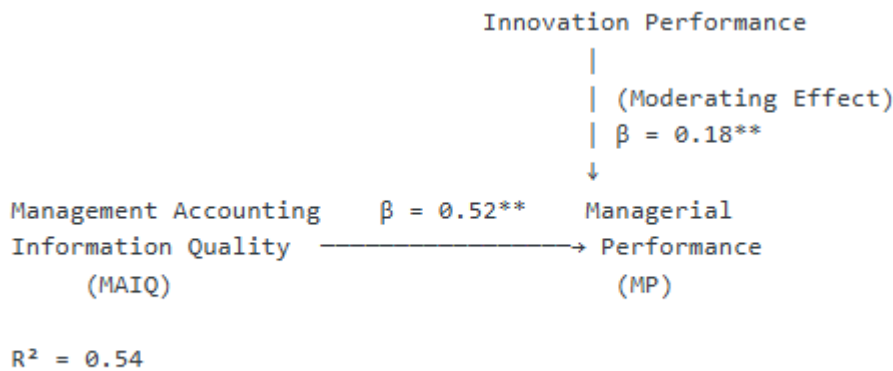 Innovation Performance
|
| (Moderating Effect)
| β = 0.18**
↓
Management Accounting β = 0.52** Managerial
Information Quality ─────────────────→ Performance
(MAIQ) (MP)
R² = 0.54